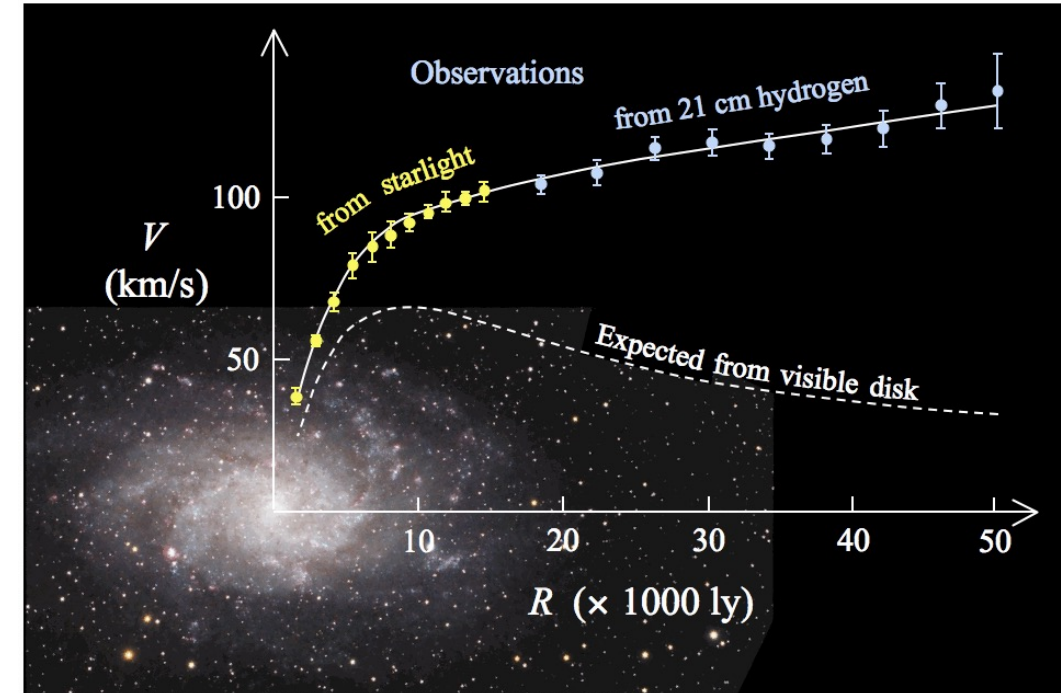 Observations
from 21 cm hydrogen
from starlight
100
V
(km/s)
50
Expected from visible disk
10
20
30
40
50
R (× 1000 ly)